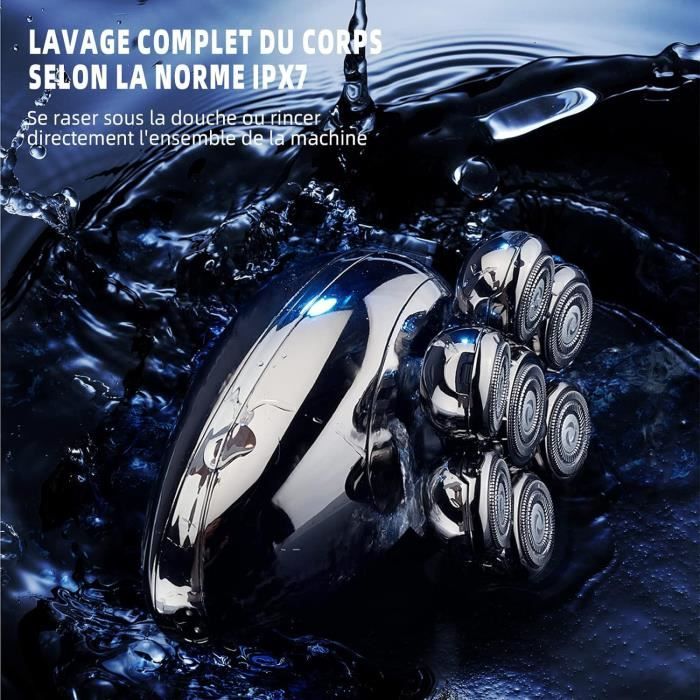 LAVAGE COMPLET DU CORPS
SELON LA NORME IPX7
Se raser sous la douche ou rincer
directement l'ensemble de la machine